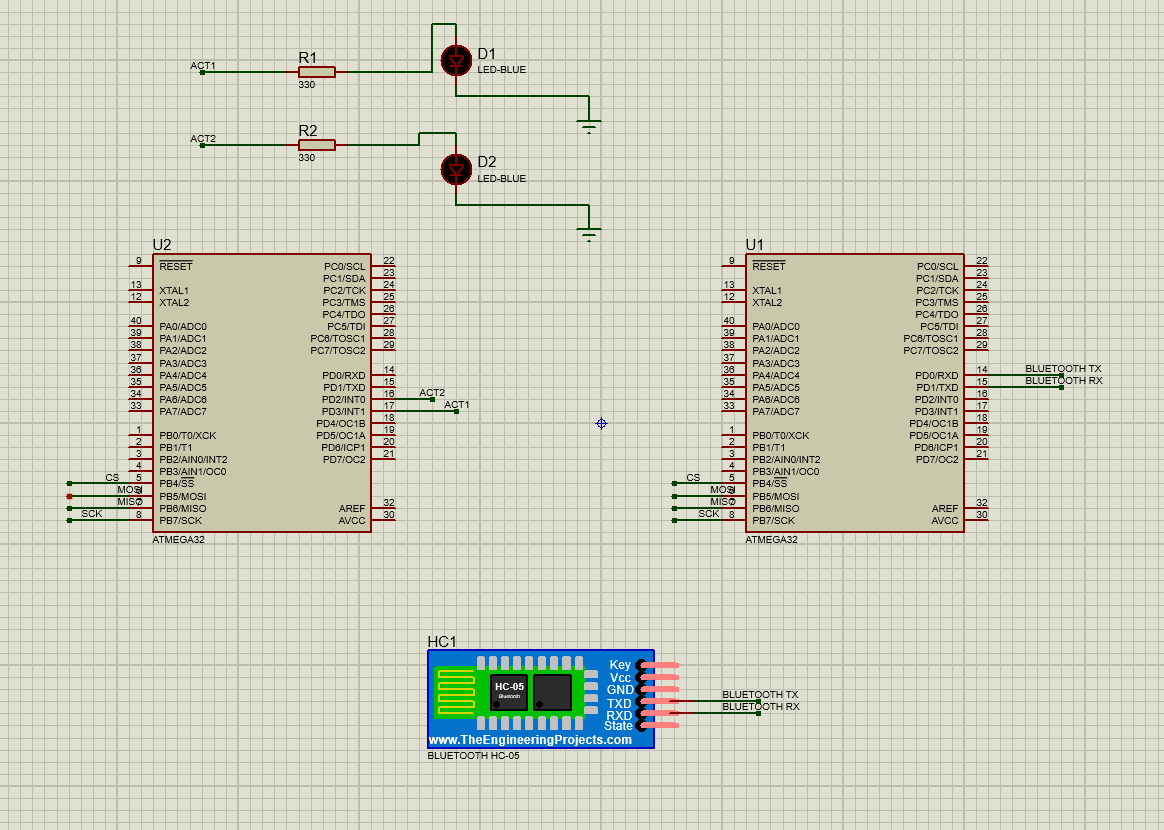 R1
ACT1
330
D1
LED-BLUE
R2
ACT2
330
D2
LED-BLUE
U2
9 RESET
13 XTAL1
12 XTAL2
40 PA0/ADC0
39 PA1/ADC1
38 PA2/ADC2
37 PA3/ADC3
36 PA4/ADC4
35 PA5/ADC5
34 PA6/ADC6
33 PA7/ADC7
1 PB0/T0/XCK
2 PB1/T1
3 PB2/AIN0/INT2
4 PB3/AIN1/OC0
CS 5 PB4/SS
MOSI 6 PB5/MOSI
MISO 7 PB6/MISO
SCK 8 PB7/SCK
PC0/SCL 22
PC1/SDA 23
PC2/TCK 24
PC3/TMS 25
PC4/TDO 26
PC5/TDI 27
PC6/TOSC1 28
PC7/TOSC2 29
PD0/RXD 14
PD1/TXD 15
PD2/INT0 16 ACT2
PD3/INT1 17 ACT1
PD4/OC1B 18
PD5/OC1A 19
PD6/ICP1 20
PD7/OC2 21
AREF 32
AVCC 30
ATMEGA32
U1
9 RESET
13 XTAL1
12 XTAL2
40 PA0/ADC0
39 PA1/ADC1
38 PA2/ADC2
37 PA3/ADC3
36 PA4/ADC4
35 PA5/ADC5
34 PA6/ADC6
33 PA7/ADC7
1 PB0/T0/XCK
2 PB1/T1
3 PB2/AIN0/INT2
4 PB3/AIN1/OC0
CS 5 PB4/SS
MOSI 6 PB5/MOSI
MISO 7 PB6/MISO
SCK 8 PB7/SCK
PC0/SCL 22
PC1/SDA 23
PC2/TCK 24
PC3/TMS 25
PC4/TDO 26
PC5/TDI 27
PC6/TOSC1 28
PC7/TOSC2 29
PD0/RXD 14 BLUETOOTH TX
PD1/TXD 15 BLUETOOTH RX
PD2/INT0 16
PD3/INT1 17
PD4/OC1B 18
PD5/OC1A 19
PD6/ICP1 20
PD7/OC2 21
AREF 32
AVCC 30
ATMEGA32
HC1
HC-05
Bluetooth
Key
Vcc
GND
TXD BLUETOOTH TX
RXD BLUETOOTH RX
State
www.TheEngineeringProjects.com
BLUETOOTH HC-05